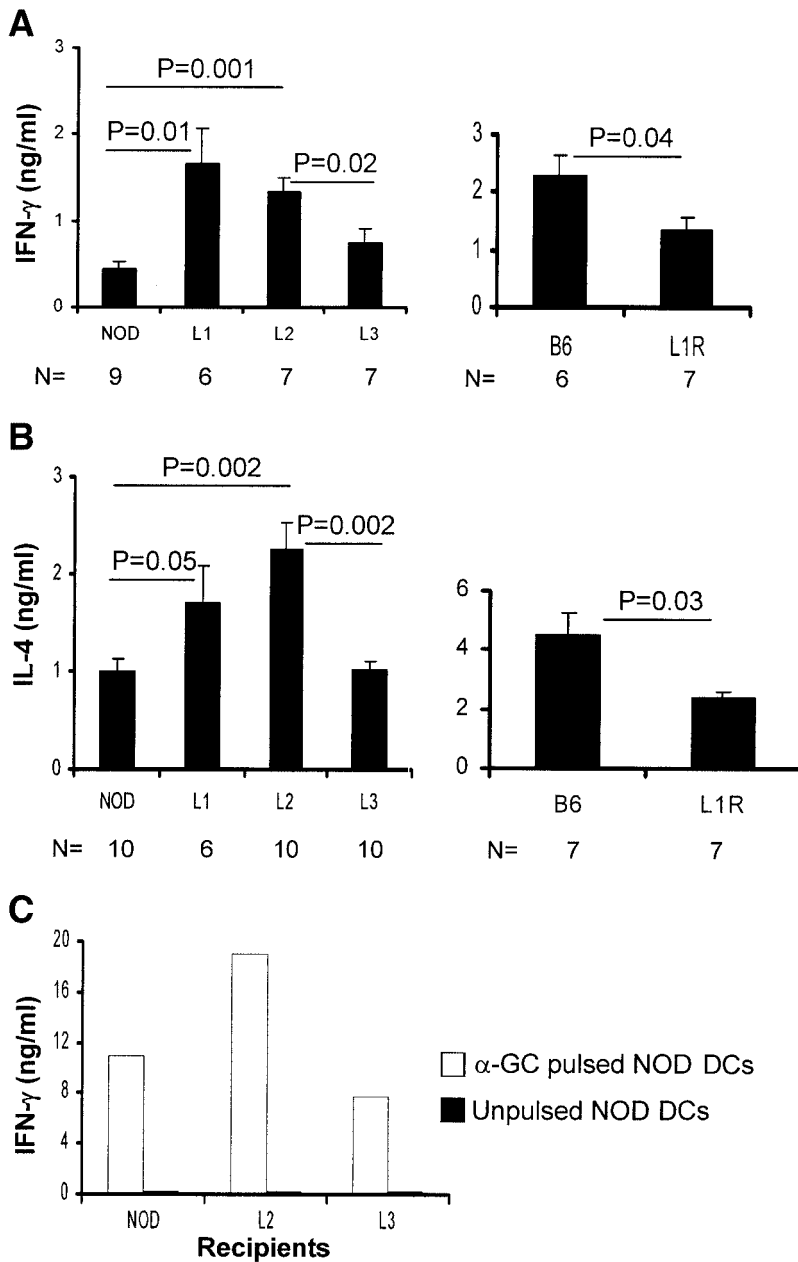 A
IFN-γ (ng/ml)
3
2
1
0
P=0.001
P=0.01
P=0.02
NOD L1 L2 L3
N= 9 6 7 7
3
2
1
0
P=0.04
B6 L1R
N= 6 7
B
IL-4 (ng/ml)
3
2
1
0
P=0.002
P=0.05
P=0.002
NOD L1 L2 L3
N= 10 6 10 10
6
4
2
0
P=0.03
B6 L1R
N= 7 7
C
IFN-γ (ng/ml)
20
16
12
8
4
0
NOD L2 L3
Recipients
α-GC pulsed NOD DCs
Unpulsed NOD DCs